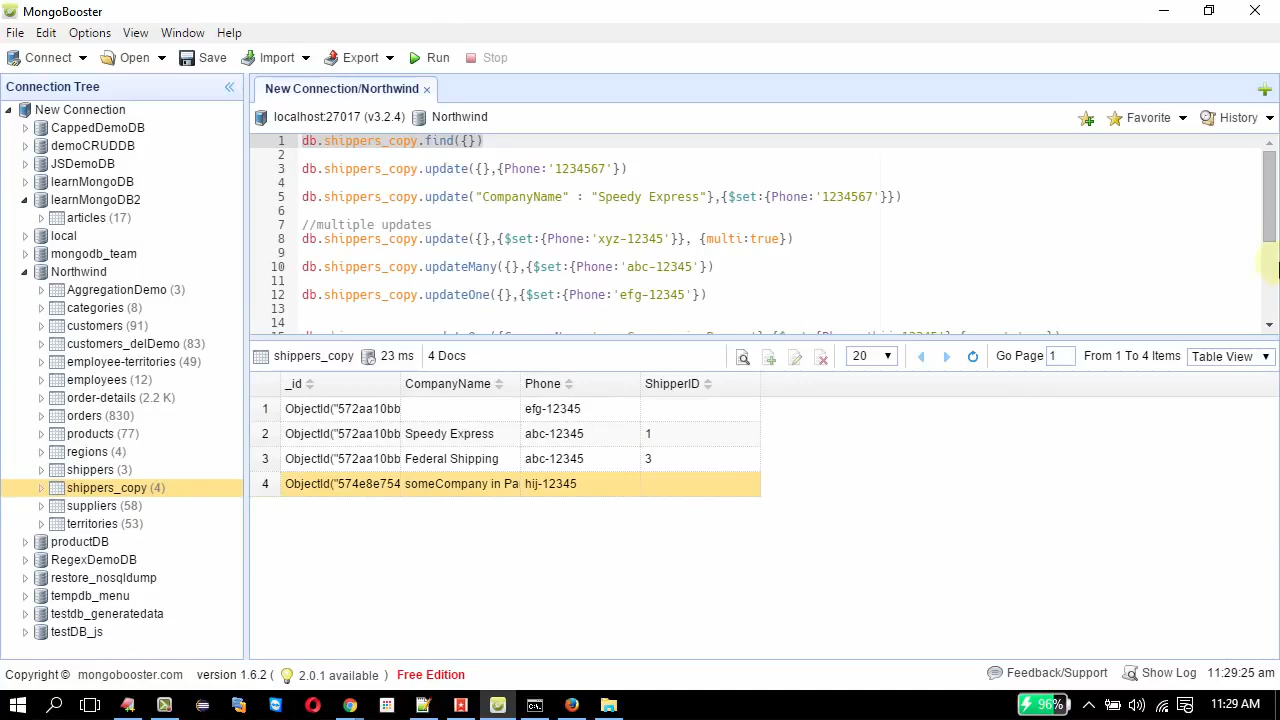 MongoBooster
File Edit Options View Window Help
Connect Open Save Import Export Run Stop
Connection Tree
New Connection
CappedDemoDB
demoCRUDDB
JSDemoDB
learnMongoDB
learnMongoDB2
articles (17)
local
mongodb_team
Northwind
AggregationDemo (3)
categories (8)
customers (91)
customers_delDemo (83)
employee-territories (49)
employees (12)
order-details (2.2 K)
orders (830)
products (77)
regions (4)
shippers (3)
shippers_copy (4)
suppliers (58)
territories (53)
productDB
RegexDemoDB
restore_nosqldump
tempdb_menu
testdb_generatedata
testDB_js
New Connection/Northwind ×
localhost:27017 (v3.2.4) Northwind Favorite History
1 db.shippers_copy.find({})
2
3 db.shippers_copy.update({},{Phone:'1234567'})
4
5 db.shippers_copy.update("CompanyName" : "Speedy Express"},{$set:{Phone:'1234567'}})
6
7 //multiple updates
8 db.shippers_copy.update({},{$set:{Phone:'xyz-12345'}}, {multi:true})
9
10 db.shippers_copy.updateMany({},{$set:{Phone:'abc-12345'})
11
12 db.shippers_copy.updateOne({},{$set:{Phone:'efg-12345'})
13
14
shippers_copy 23 ms 4 Docs 20 Go Page 1 From 1 To 4 Items Table View
_id CompanyName Phone ShipperID
1 ObjectId("572aa10bb efg-12345
2 ObjectId("572aa10bb Speedy Express abc-12345 1
3 ObjectId("572aa10bb Federal Shipping abc-12345 3
4 ObjectId("574e8e754 someCompany in Pa hij-12345
Copyright © mongobooster.com version 1.6.2 ( 2.0.1 available ) Free Edition Feedback/Support Show Log 11:29:25 am
96% 11:29 AM